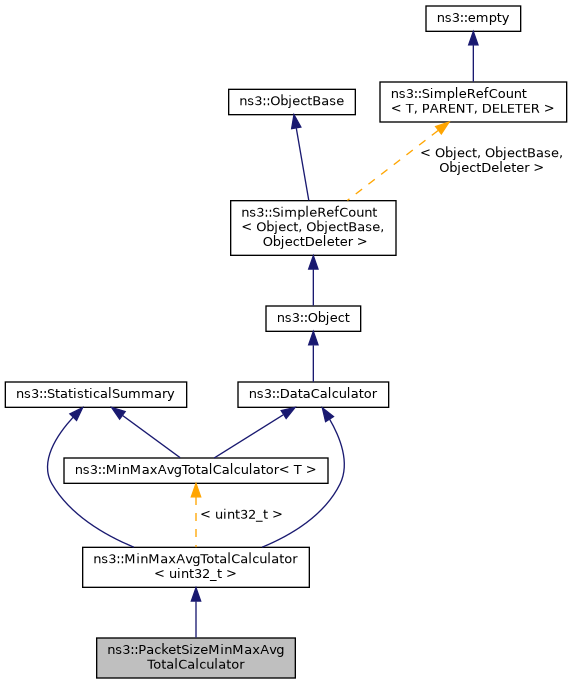 ns3::empty
ns3::SimpleRefCount
< T, PARENT, DELETER >
ns3::ObjectBase
< Object, ObjectBase,
ObjectDeleter >
ns3::SimpleRefCount
< Object, ObjectBase,
ObjectDeleter >
ns3::Object
ns3::StatisticalSummary
ns3::DataCalculator
ns3::MinMaxAvgTotalCalculator< T >
< uint32_t >
ns3::MinMaxAvgTotalCalculator
< uint32_t >
ns3::PacketSizeMinMaxAvg
TotalCalculator